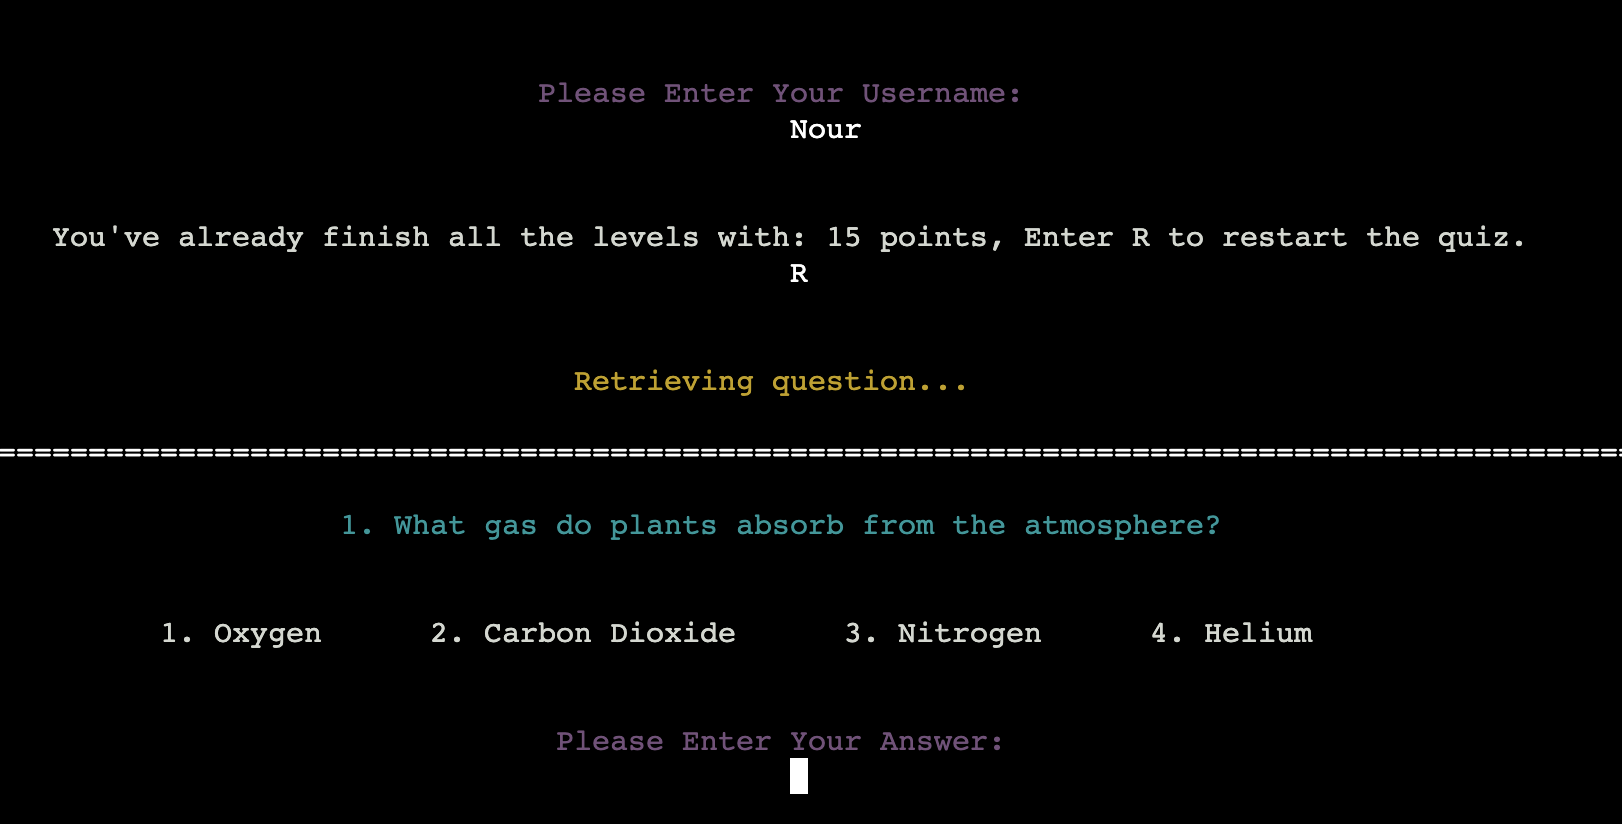 Please Enter Your Username:
Nour
You've already finish all the levels with: 15 points, Enter R to restart the quiz.
R
Retrieving question...
===========================================================================================
1. What gas do plants absorb from the atmosphere?
1. Oxygen 2. Carbon Dioxide 3. Nitrogen 4. Helium
Please Enter Your Answer: